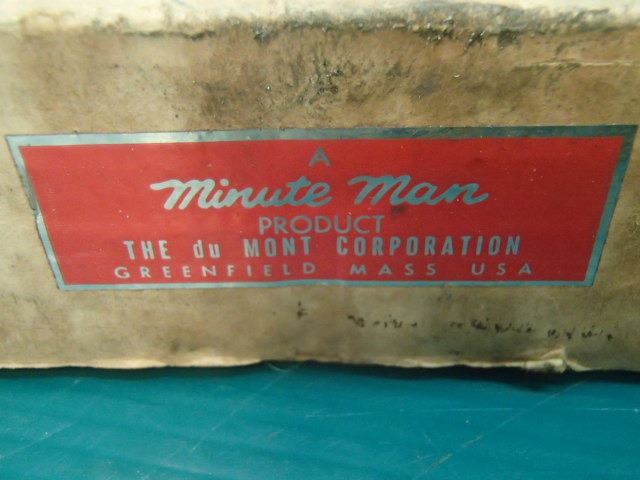 A
Minute Man
PRODUCT
THE du MONT CORPORATION
GREENFIELD MASS USA